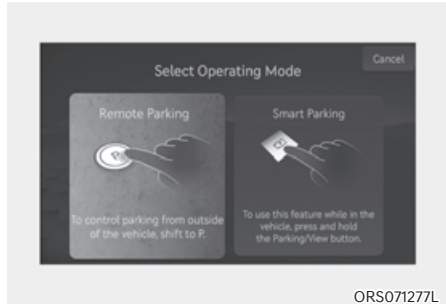 Cancel
Select Operating Mode
Remote Parking
P
To control parking from outside
of the vehicle, shift to P.
Smart Parking
To use this feature while in the
vehicle, press and hold
the Parking/View button.
ORS071277L